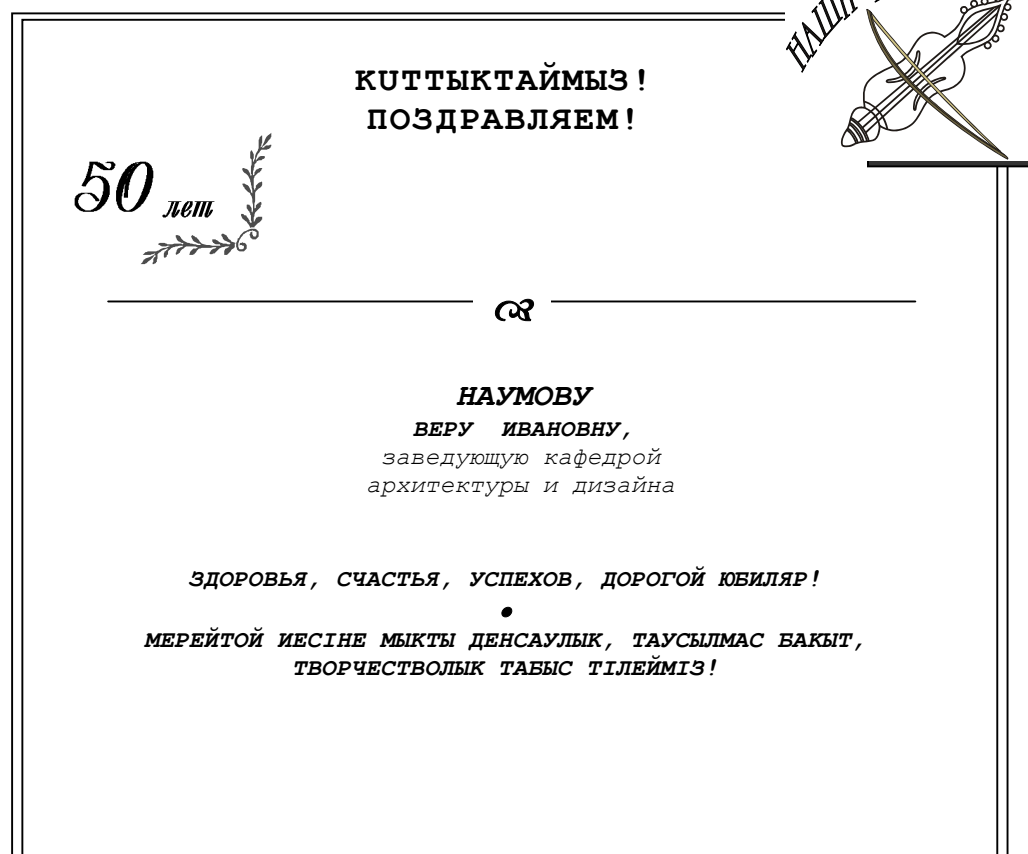 НАШИ
КUТТЫКТАЙМЫЗ!
ПОЗДРАВЛЯЕМ!
50 лет
НАУМОВУ
ВЕРУ ИВАНОВНУ,
заведующую кафедрой
архитектуры и дизайна
ЗДОРОВЬЯ, СЧАСТЬЯ, УСПЕХОВ, ДОРОГОЙ ЮБИЛЯР!
МЕРЕЙТОЙ ИЕСІНЕ МЫКТЫ ДЕНСАУЛЫК, ТАУСЫЛМАС БАКЫТ,
ТВОРЧЕСТВОЛЫК ТАБЫС ТІЛЕЙМІЗ!